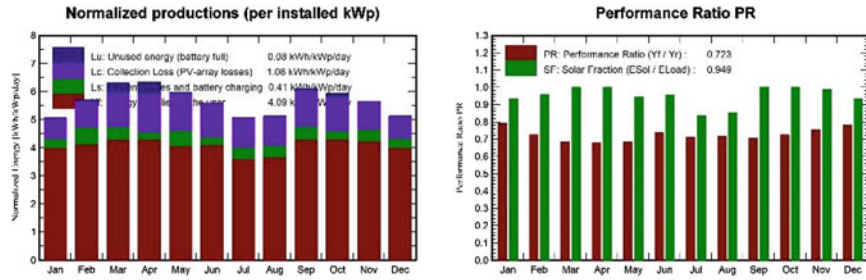 Normalized productions (per installed kWp)
Normalized Energy [kWh/kWp/day]
8
7
6
5
4
3
2
1
0
Lu: Unused energy (battery full) 0.08 kWh/kWp/day
Lc: Collection Loss (PV-array losses) 1.08 kWh/kWp/day
Ls: and battery charging 0.41 kWh/kWp/day
user 4.09 kWh/kWp/day
Jan Feb Mar Apr May Jun Jul Aug Sep Oct Nov Dec
Performance Ratio PR
Performance Ratio PR
1.3
1.2
1.1
1.0
0.9
0.8
0.7
0.6
0.5
0.4
0.3
0.2
0.1
0.0
PR: Performance Ratio (Yf / Yr) : 0.723
SF: Solar Fraction (ESol / ELoad) : 0.949
Jan Feb Mar Apr May Jun Jul Aug Sep Oct Nov Dec